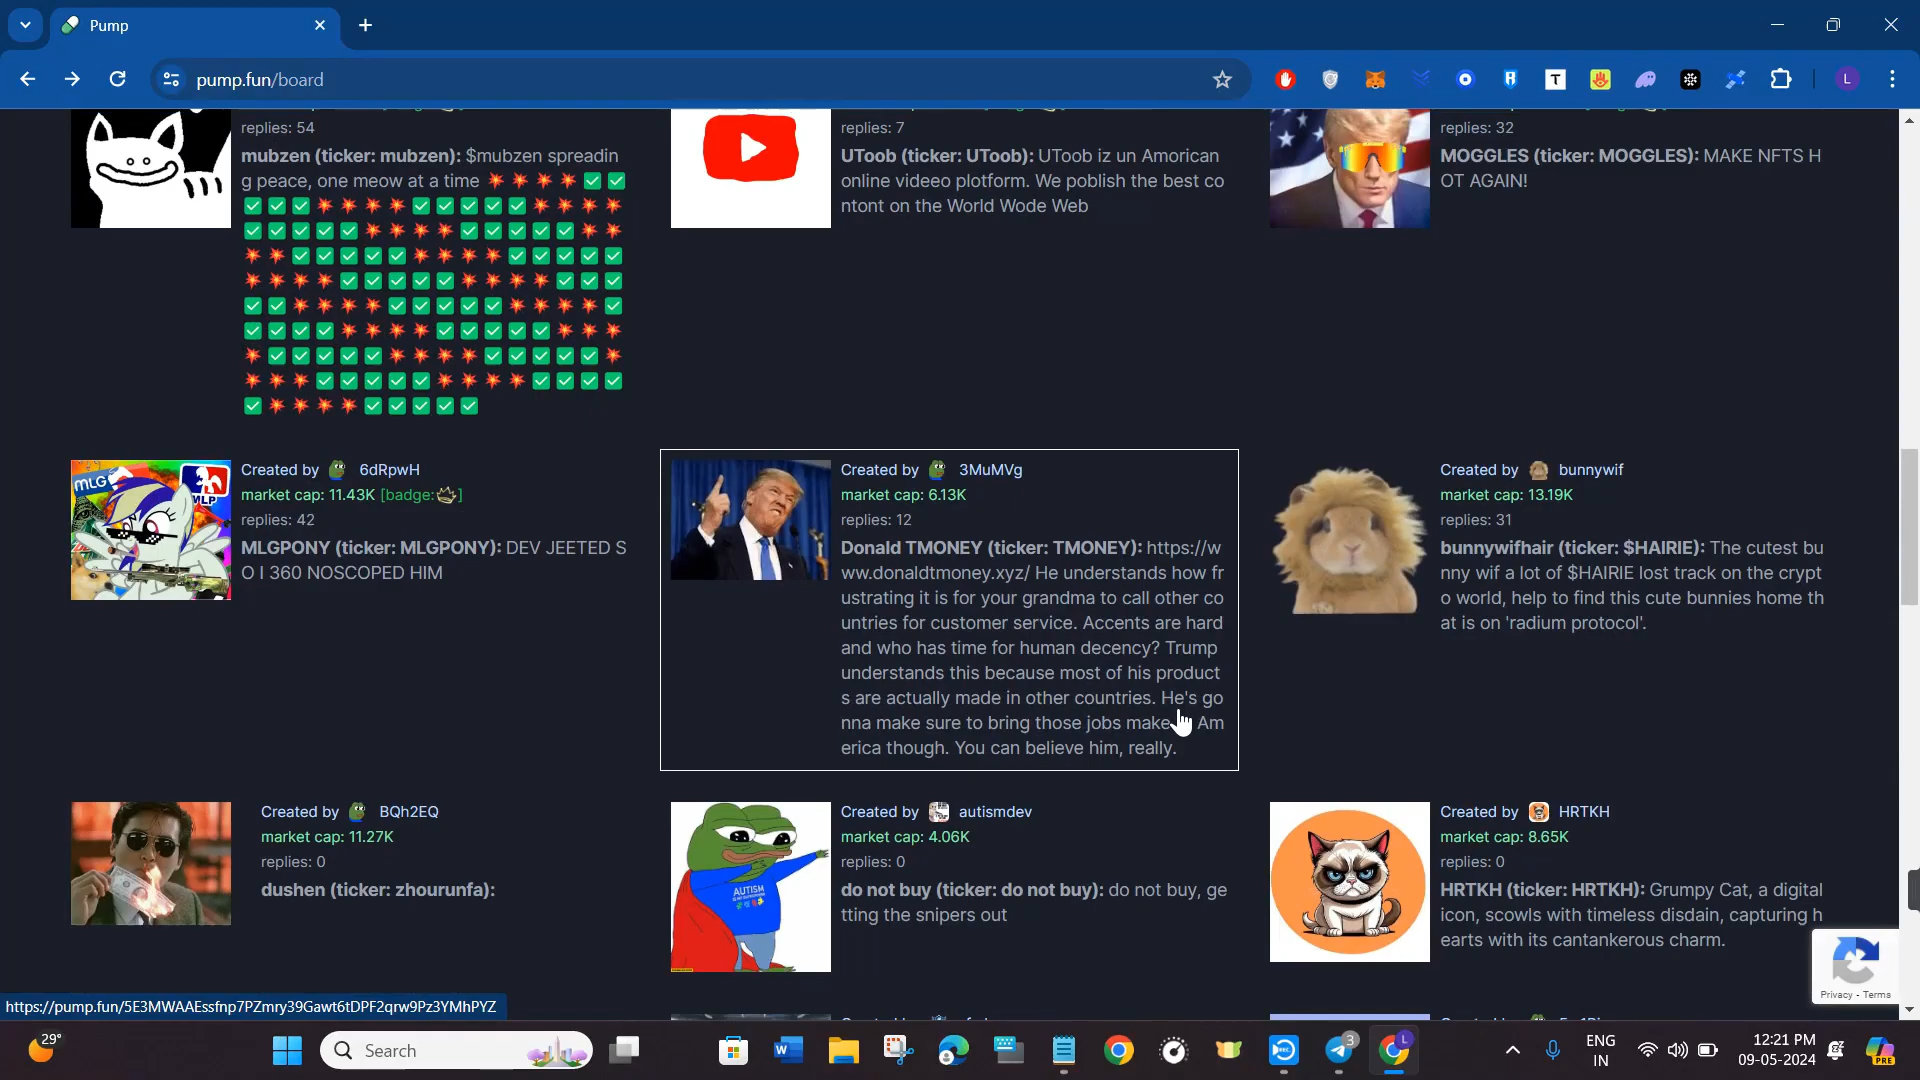 Pump
pump.fun/board
replies: 54
mubzen (ticker: mubzen): $mubzen spreadin
g peace, one meow at a time
replies: 7
UToob (ticker: UToob): UToob iz un Amorican
online videeo plotform. We poblish the best co
ntont on the World Wode Web
replies: 32
MOGGLES (ticker: MOGGLES): MAKE NFTS H
OT AGAIN!
MLG
MLP
Created by 6dRpwH
market cap: 11.43K [badge: ]
replies: 42
MLGPONY (ticker: MLGPONY): DEV JEETED S
O I 360 NOSCOPED HIM
Created by 3MuMVg
market cap: 6.13K
replies: 12
Donald TMONEY (ticker: TMONEY): https://w
ww.donaldtmoney.xyz/ He understands how fr
ustrating it is for your grandma to call other co
untries for customer service. Accents are hard
and who has time for human decency? Trump
understands this because most of his product
s are actually made in other countries. He's go
nna make sure to bring those jobs make Am
erica though. You can believe him, really.
Created by bunnywif
market cap: 13.19K
replies: 31
bunnywifhair (ticker: $HAIRIE): The cutest bu
nny wif a lot of $HAIRIE lost track on the crypt
o world, help to find this cute bunnies home th
at is on 'radium protocol'.
Created by BQh2EQ
market cap: 11.27K
replies: 0
dushen (ticker: zhourunfa):
AUTISM
Created by autismdev
market cap: 4.06K
replies: 0
do not buy (ticker: do not buy): do not buy, ge
tting the snipers out
Created by HRTKH
market cap: 8.65K
replies: 0
HRTKH (ticker: HRTKH): Grumpy Cat, a digital
icon, scowls with timeless disdain, capturing h
earts with its cantankerous charm.
Privacy - Terms
https://pump.fun/5E3MWAAEssfnp7PZmry39Gawt6tDPF2qrw9Pz3YMhPYZ
29°
Search
3
L
ENG
IN
12:21 PM
09-05-2024
PRE